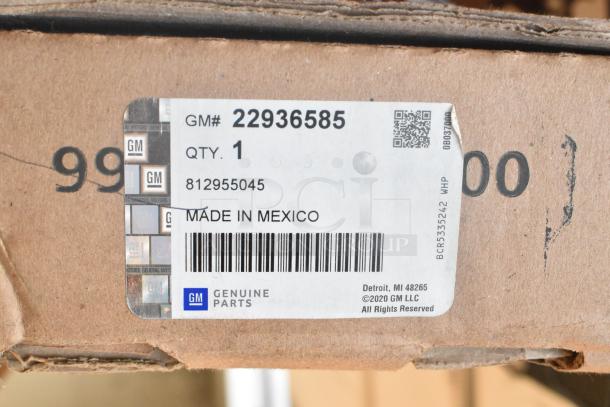 GM# 22936585
QTY. 1
812955045
MADE IN MEXICO
GM
GM
99
00
0B037000
BCR5335242 WHP
GM GENUINE
PARTS
Detroit, MI 48265
©2020 GM LLC
All Rights Reserved